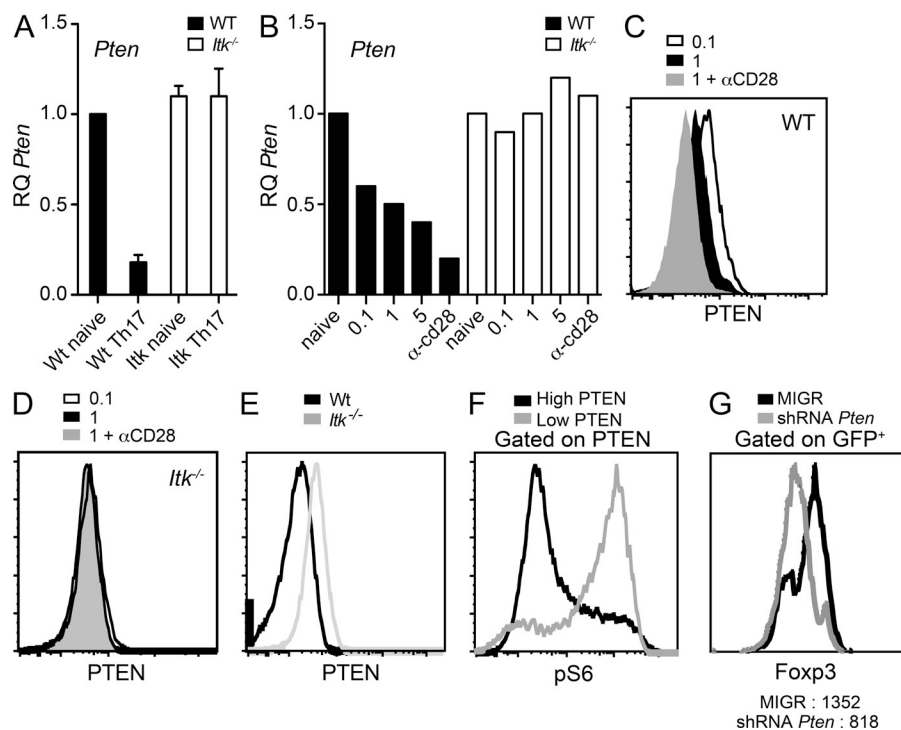 A
WT
Itk-/-
Pten
RQ Pten
1.5
1.0
0.5
0.0
Wt naive
Wt Th17
Itk naive
Itk Th17
B
WT
Itk-/-
Pten
RQ Pten
1.5
1.0
0.5
0.0
naive
0.1
1
5
α-cd28
naive
0.1
1
5
α-cd28
C
0.1
1
1 + αCD28
WT
PTEN
D
0.1
1
1 + αCD28
Itk-/-
PTEN
E
Wt
Itk-/-
PTEN
F
High PTEN
Low PTEN
Gated on PTEN
pS6
G
MIGR
shRNA Pten
Gated on GFP+
Foxp3
MIGR : 1352
shRNA Pten : 818